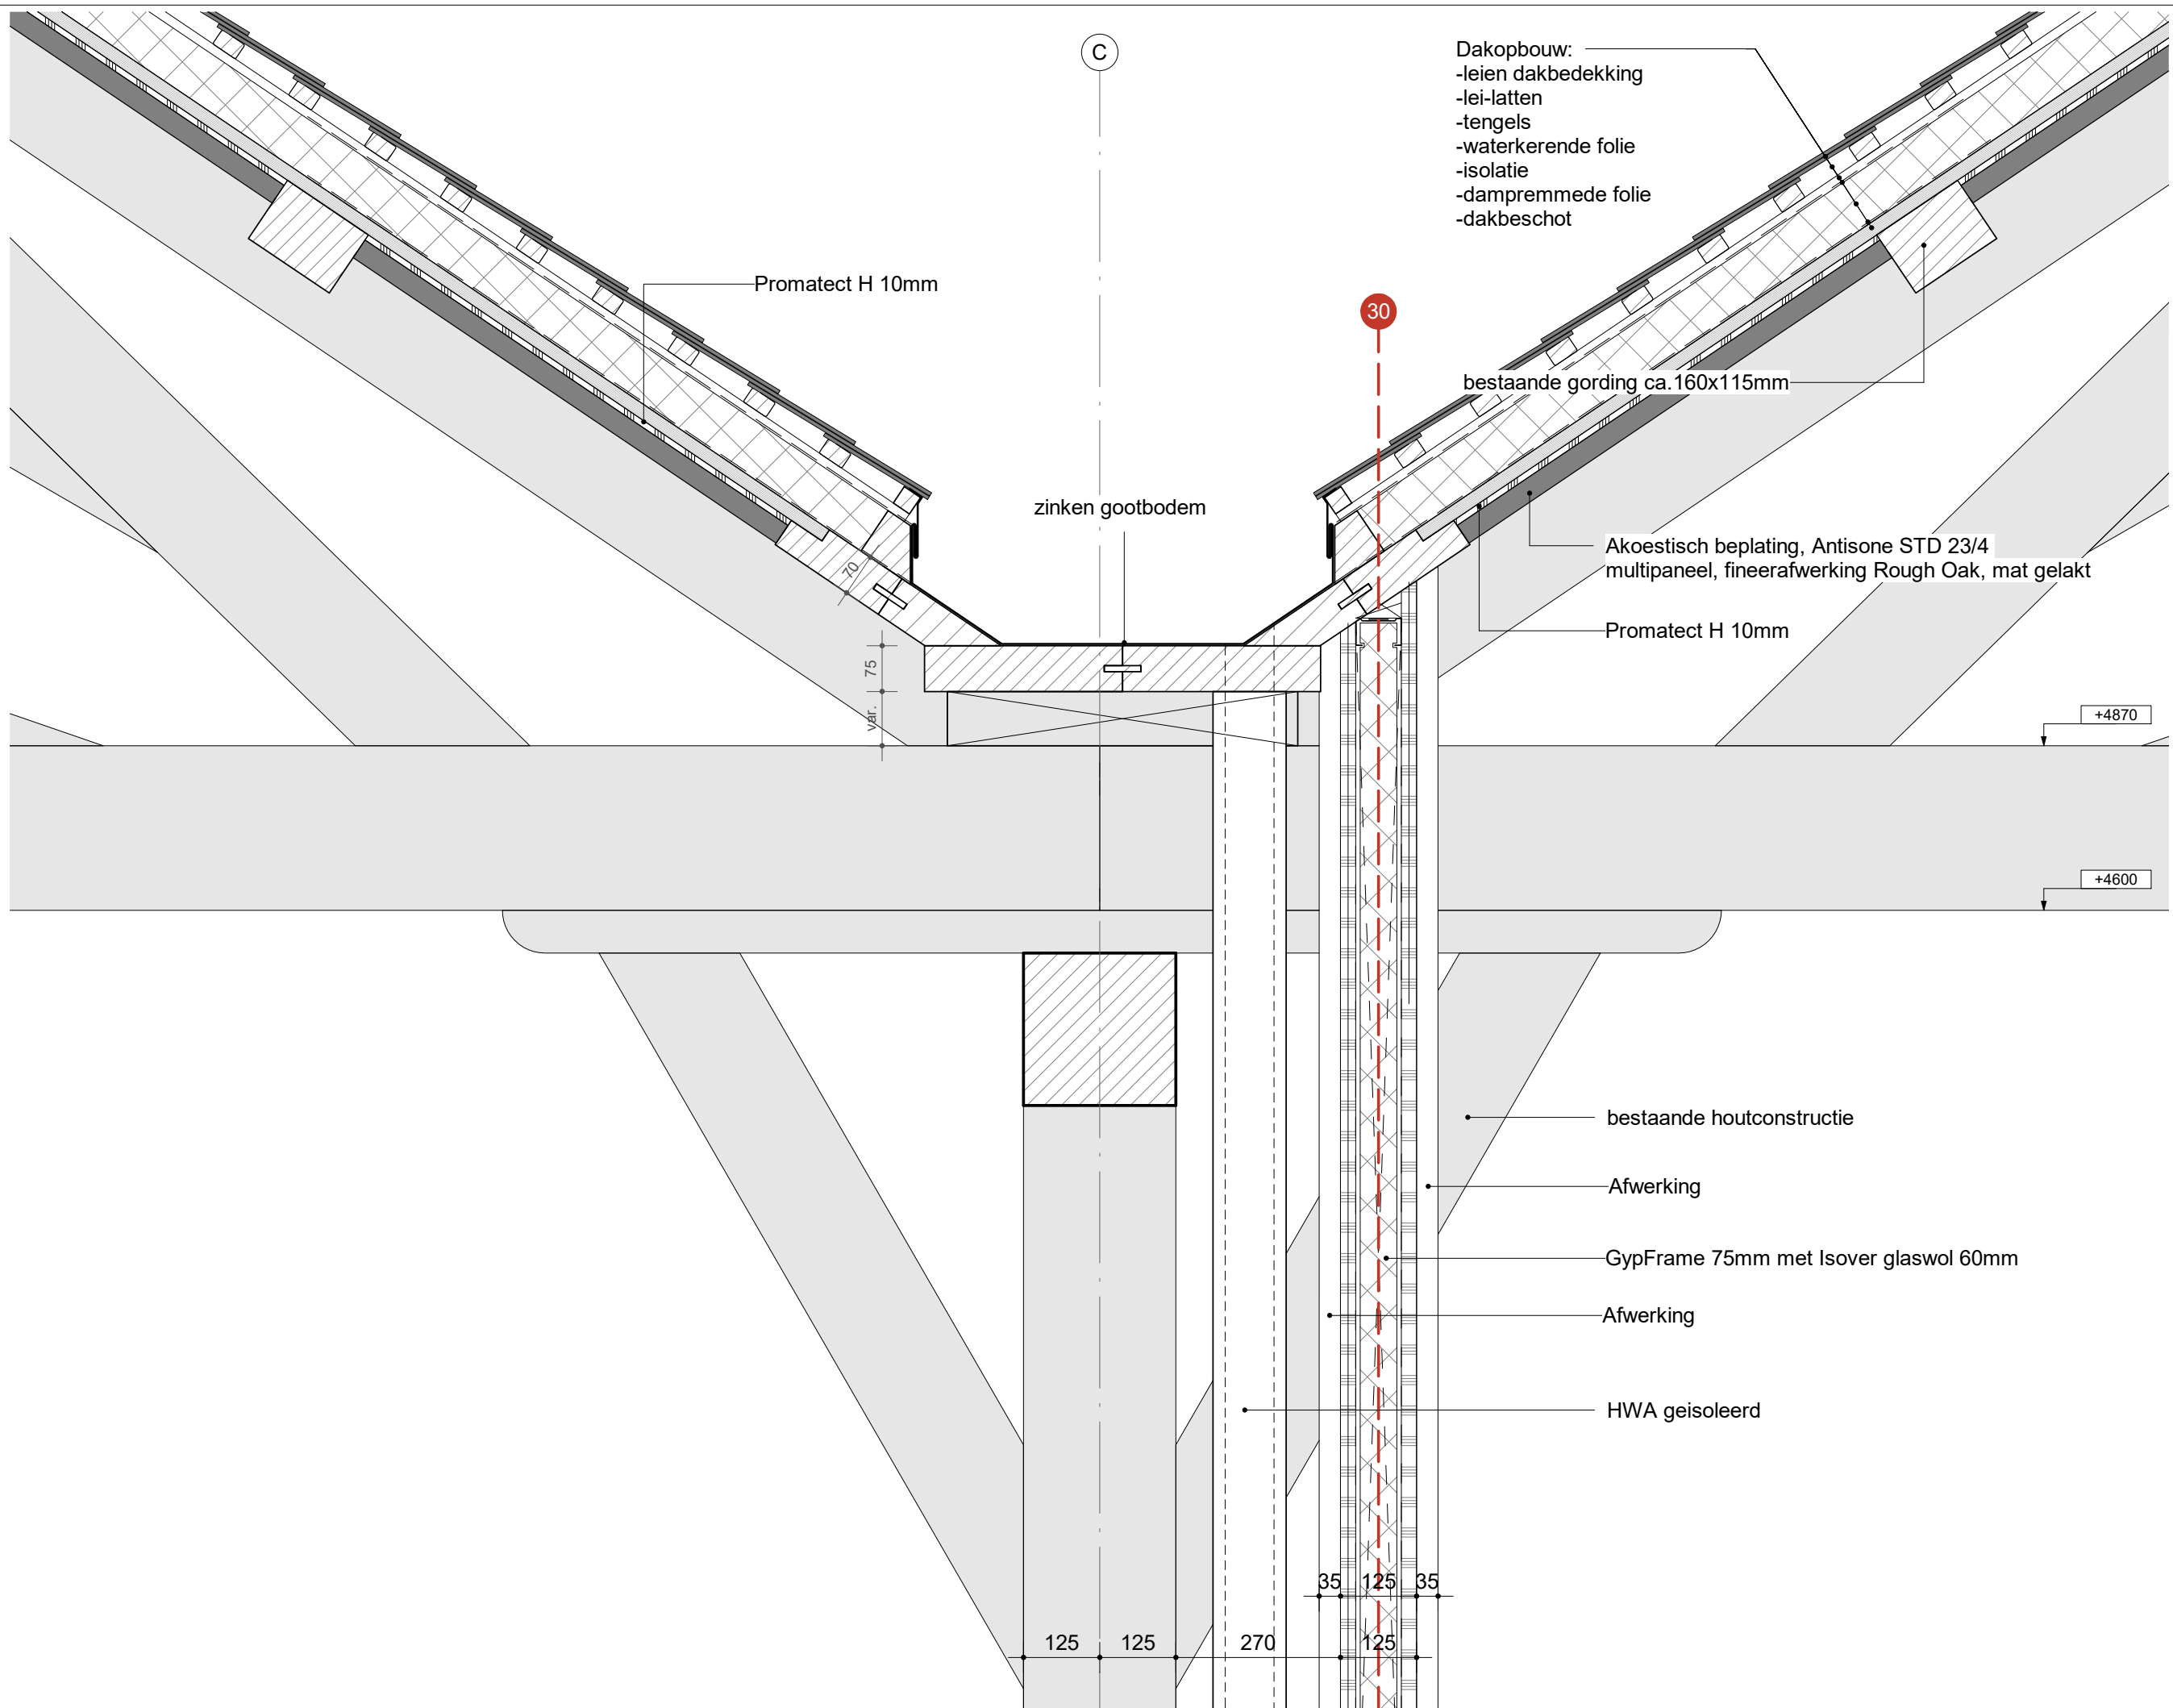 C
Dakopbouw:
-leien dakbedekking
-lei-latten
-tengels
-waterkerende folie
-isolatie
-dampremmede folie
-dakbeschot
Promatect H 10mm
30
bestaande gording ca.160x115mm
zinken gootbodem
Akoestisch beplating, Antisone STD 23/4
multipaneel, fineerafwerking Rough Oak, mat gelakt
70
Promatect H 10mm
75
var.
+4870
+4600
bestaande houtconstructie
Afwerking
GypFrame 75mm met Isover glaswol 60mm
Afwerking
HWA geisoleerd
35 125 35
125 125 270 125